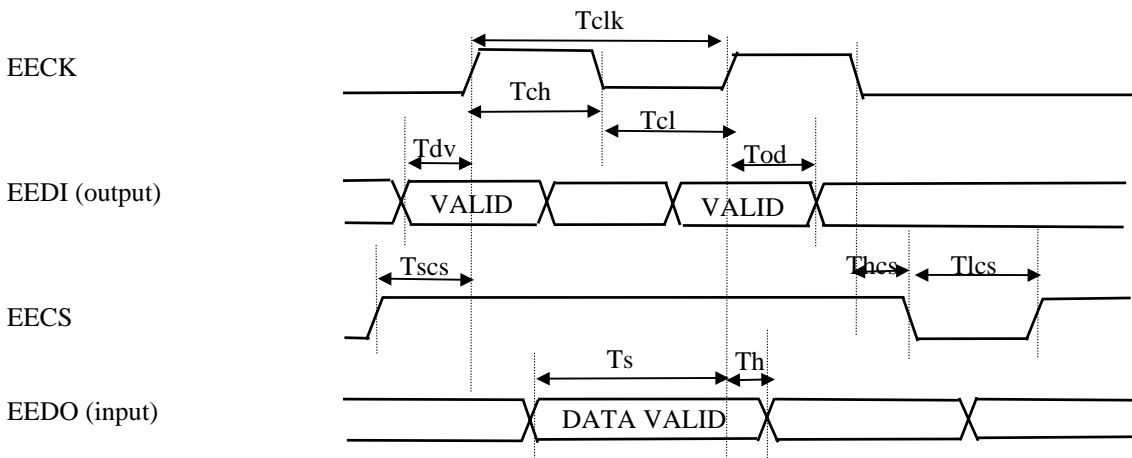 Tclk
EECK
Tch
Tcl
Tdv
Tod
EEDI (output)
VALID
VALID
Tscs
Thcs
Tlcs
EECS
Ts
Th
EEDO (input)
DATA VALID